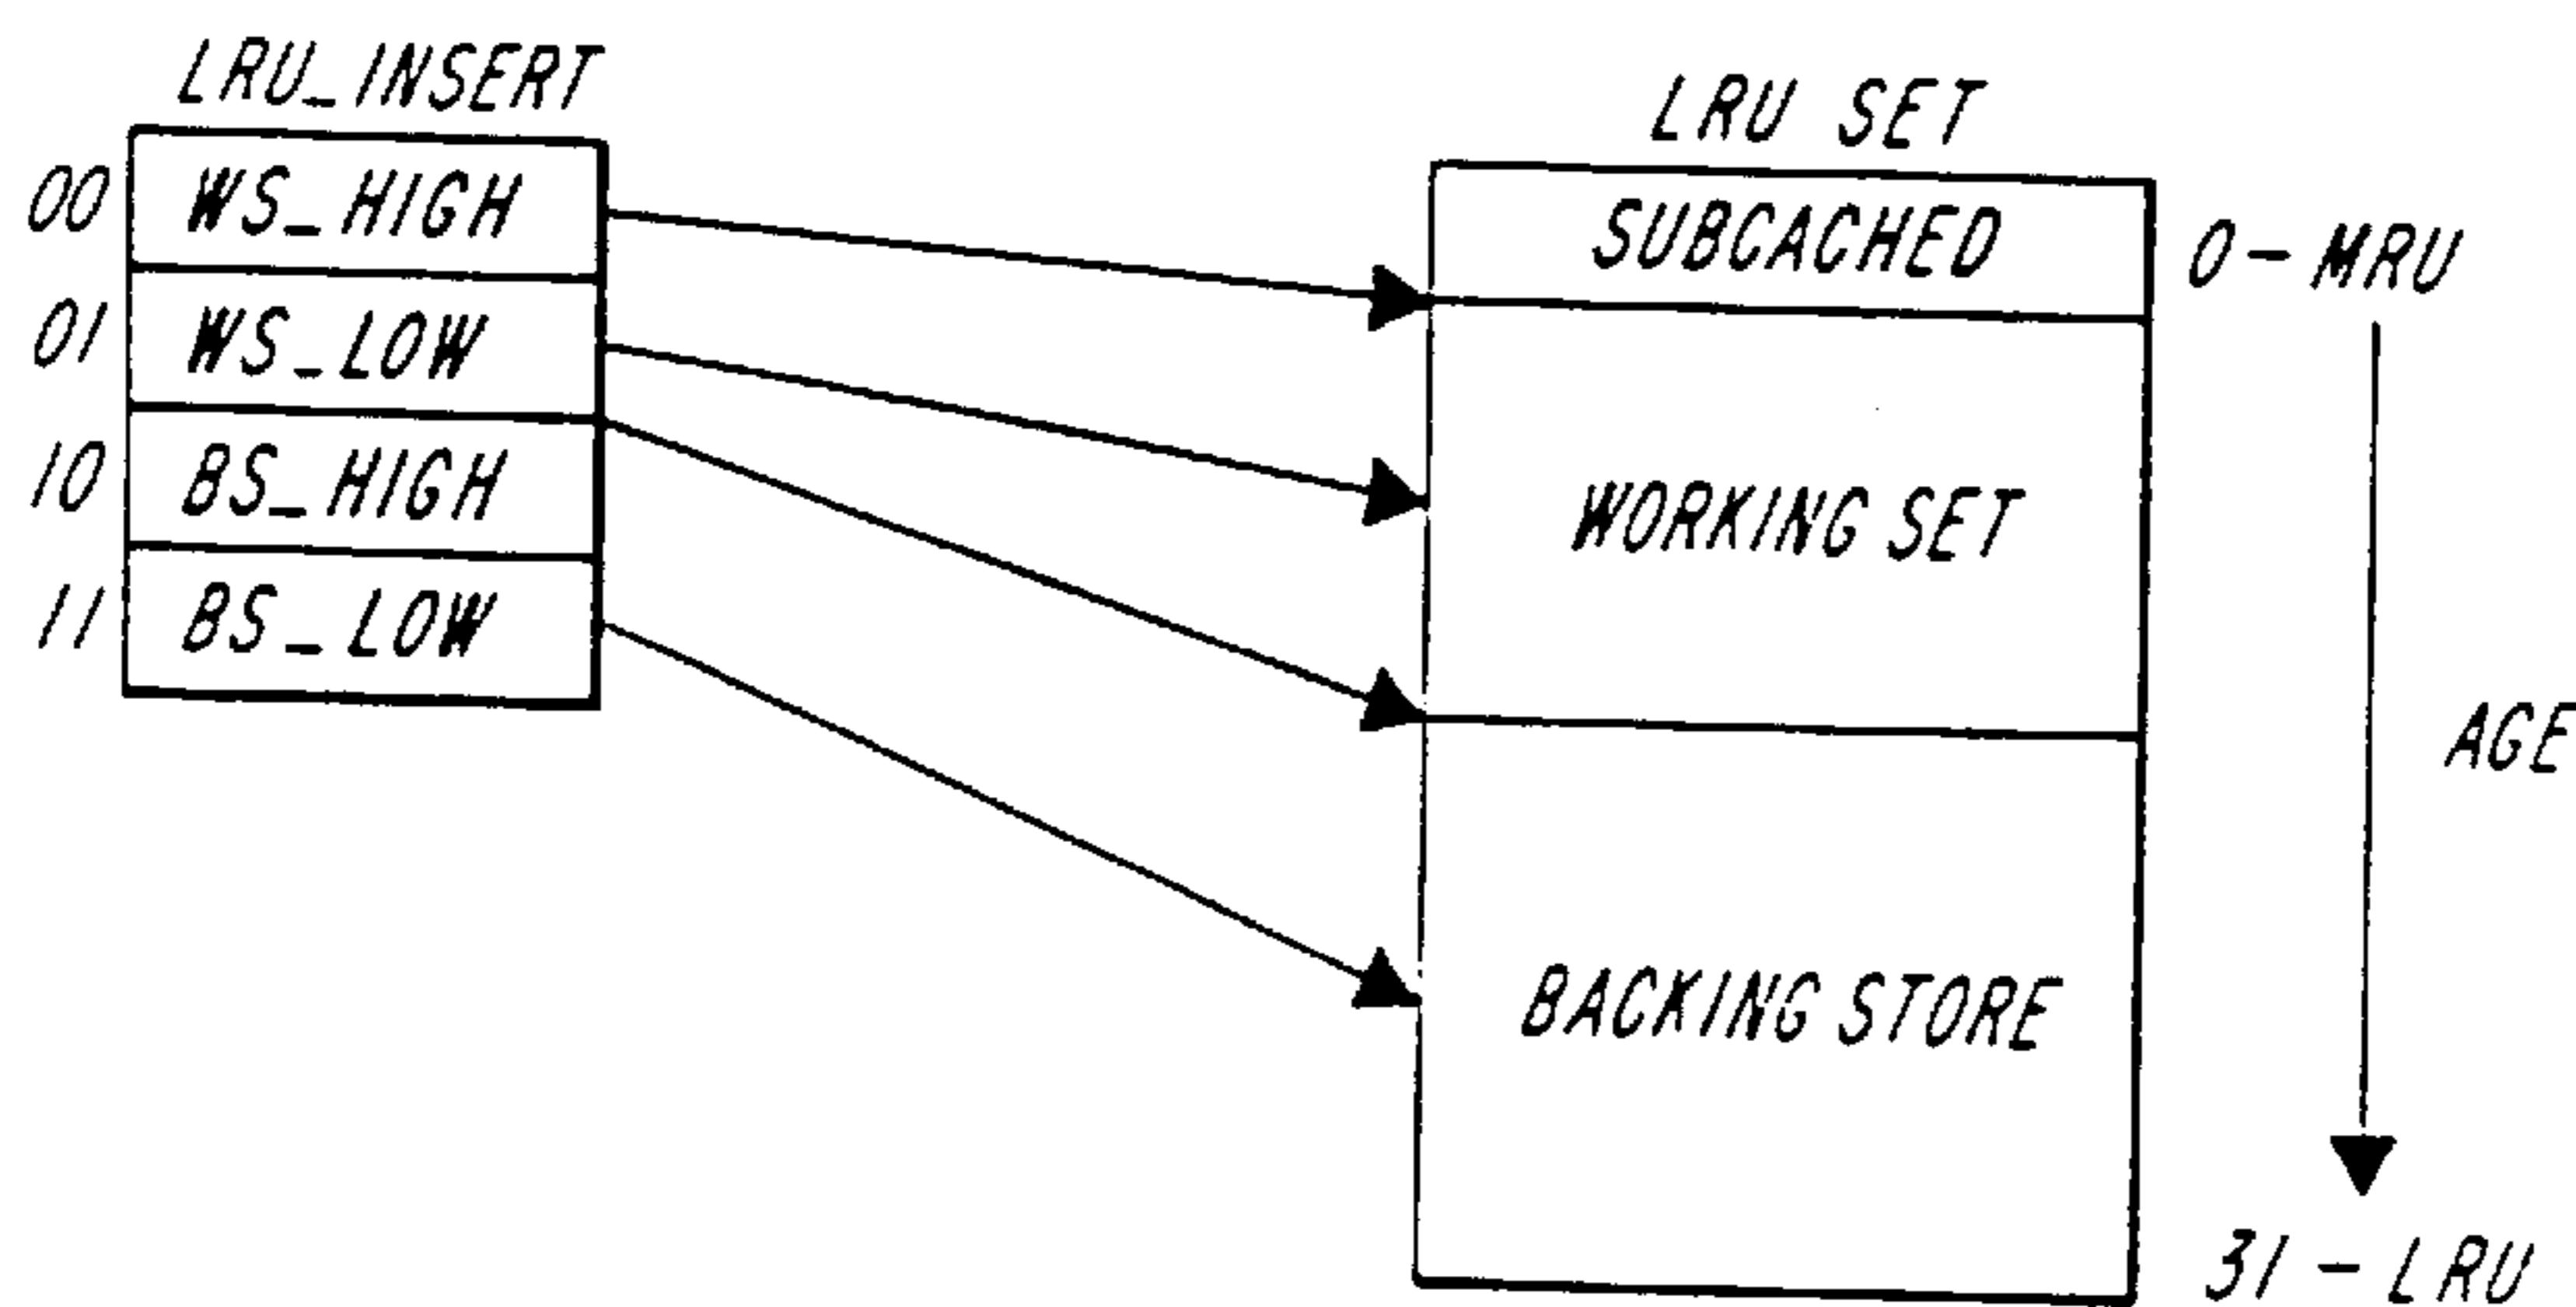 LRU_INSERT
00 WS_HIGH
01 WS_LOW
10 BS_HIGH
11 BS_LOW
LRU SET
SUBCACHED
WORKING SET
BACKING STORE
0-MRU
AGE
31-LRU